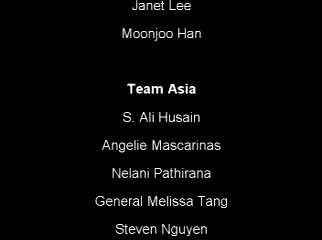 Janet Lee
Moonjoo Han
Team Asia
S. Ali Husain
Angelie Mascarinas
Nelani Pathirana
General Melissa Tang
Steven Nguyen